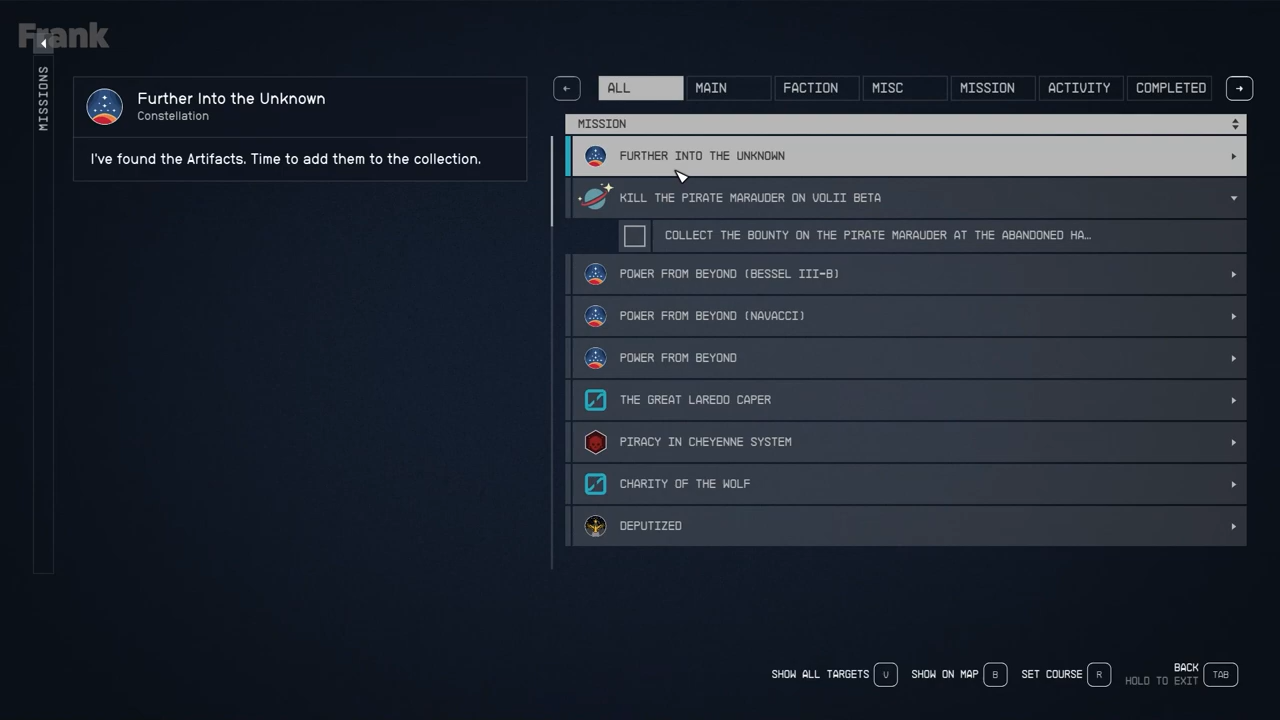 Frank
MISSIONS
Further Into the Unknown
Constellation
I've found the Artifacts. Time to add them to the collection.
ALL
MAIN
FACTION
MISC
MISSION
ACTIVITY
COMPLETED
MISSION
FURTHER INTO THE UNKNOWN
KILL THE PIRATE MARAUDER ON VOLII BETA
COLLECT THE BOUNTY ON THE PIRATE MARAUDER AT THE ABANDONED HA…
POWER FROM BEYOND (BESSEL III-B)
POWER FROM BEYOND (NAVACCI)
POWER FROM BEYOND
THE GREAT LAREDO CAPER
PIRACY IN CHEYENNE SYSTEM
CHARITY OF THE WOLF
DEPUTIZED
SHOW ALL TARGETS V
SHOW ON MAP B
SET COURSE R
BACK
HOLD TO EXIT
TAB